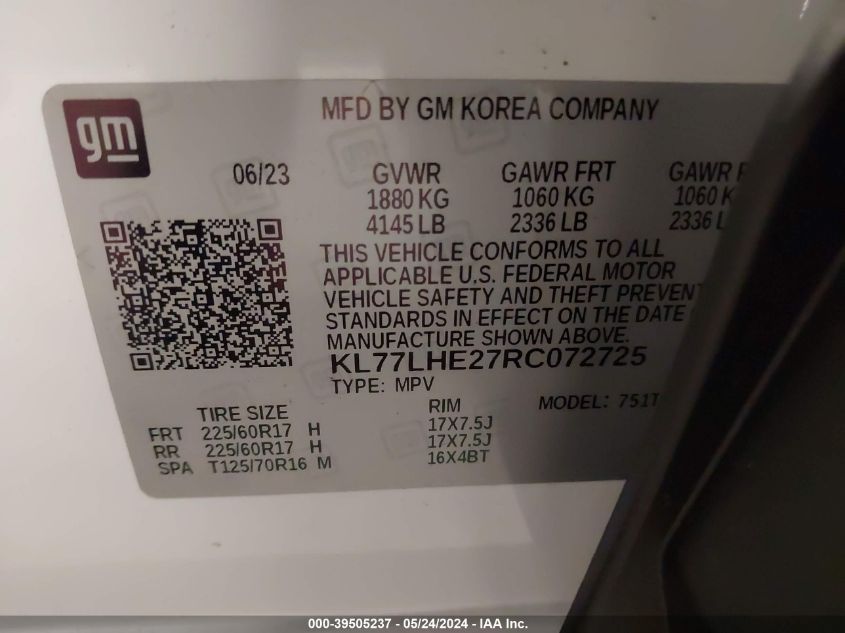 gm
MFD BY GM KOREA COMPANY
06/23 GVWR GAWR FRT GAWR
1880 KG 1060 KG 1060
4145 LB 2336 LB 2336
THIS VEHICLE CONFORMS TO ALL
APPLICABLE U.S. FEDERAL MOTOR
VEHICLE SAFETY AND THEFT PREVENT
STANDARDS IN EFFECT ON THE DATE
MANUFACTURE SHOWN ABOVE.
KL77LHE27RC072725
TYPE: MPV MODEL: 751T
TIRE SIZE RIM
FRT 225/60R17 H 17X7.5J
RR 225/60R17 H 17X7.5J
SPA T125/70R16 M 16X4BT
000-39505237 - 05/24/2024 - IAA Inc.